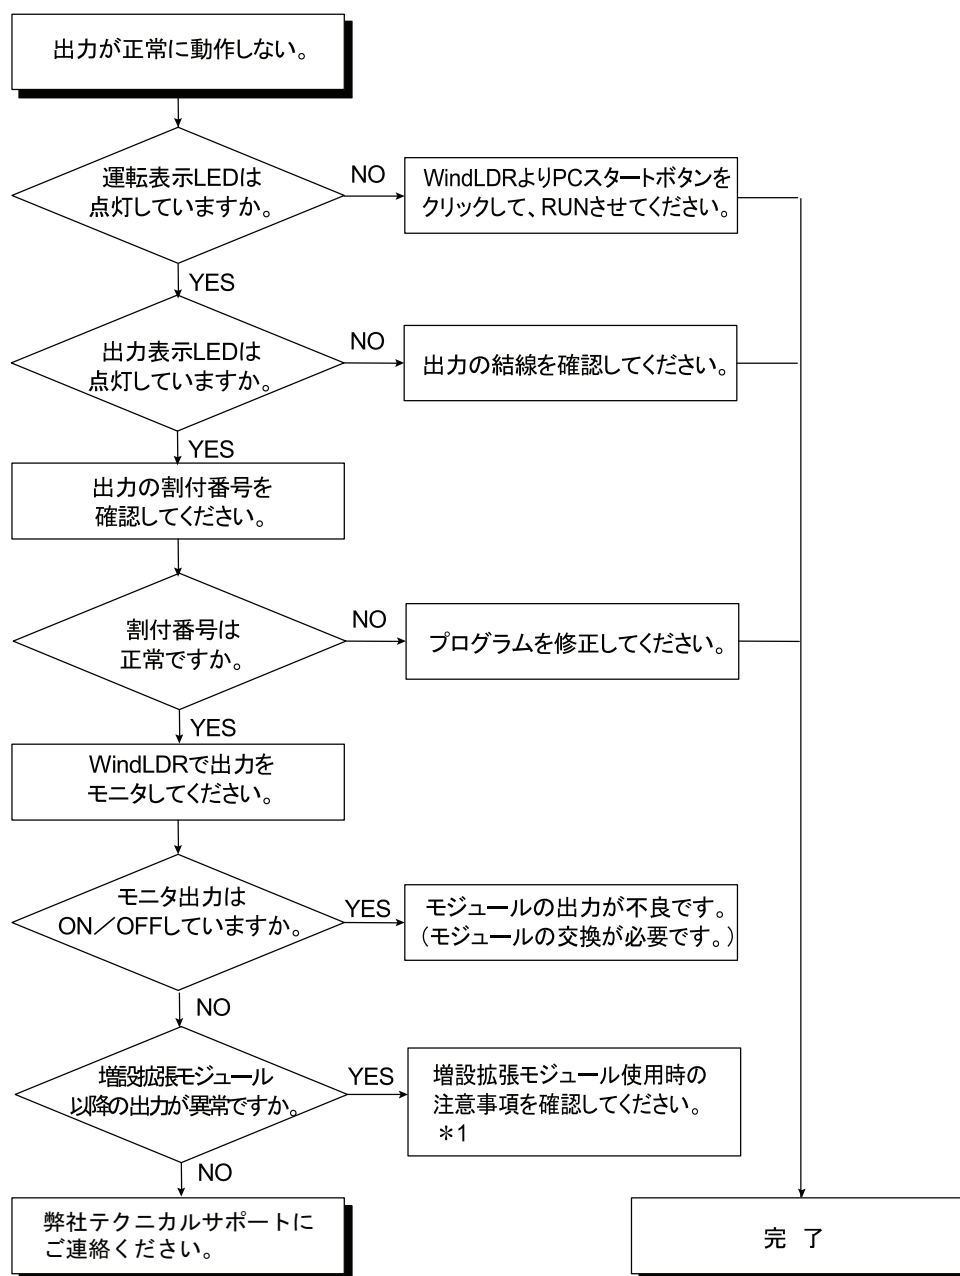 出力が正常に動作しない。
運転表示LEDは
点灯していますか。
NO
WindLDRよりPCスタートボタンを
クリックして、RUNさせてください。
YES
出力表示LEDは
点灯していますか。
NO
出力の結線を確認してください。
YES
出力の割付番号を
確認してください。
割付番号は
正常ですか。
NO
プログラムを修正してください。
YES
WindLDRで出力を
モニタしてください。
モニタ出力は
ON／OFFしていますか。
YES
モジュールの出力が不良です。
（モジュールの交換が必要です。）
NO
増設拡張モジュール
以降の出力が異常ですか。
YES
増設拡張モジュール使用時の
注意事項を確認してください。
＊1
NO
弊社テクニカルサポートに
ご連絡ください。
完 了